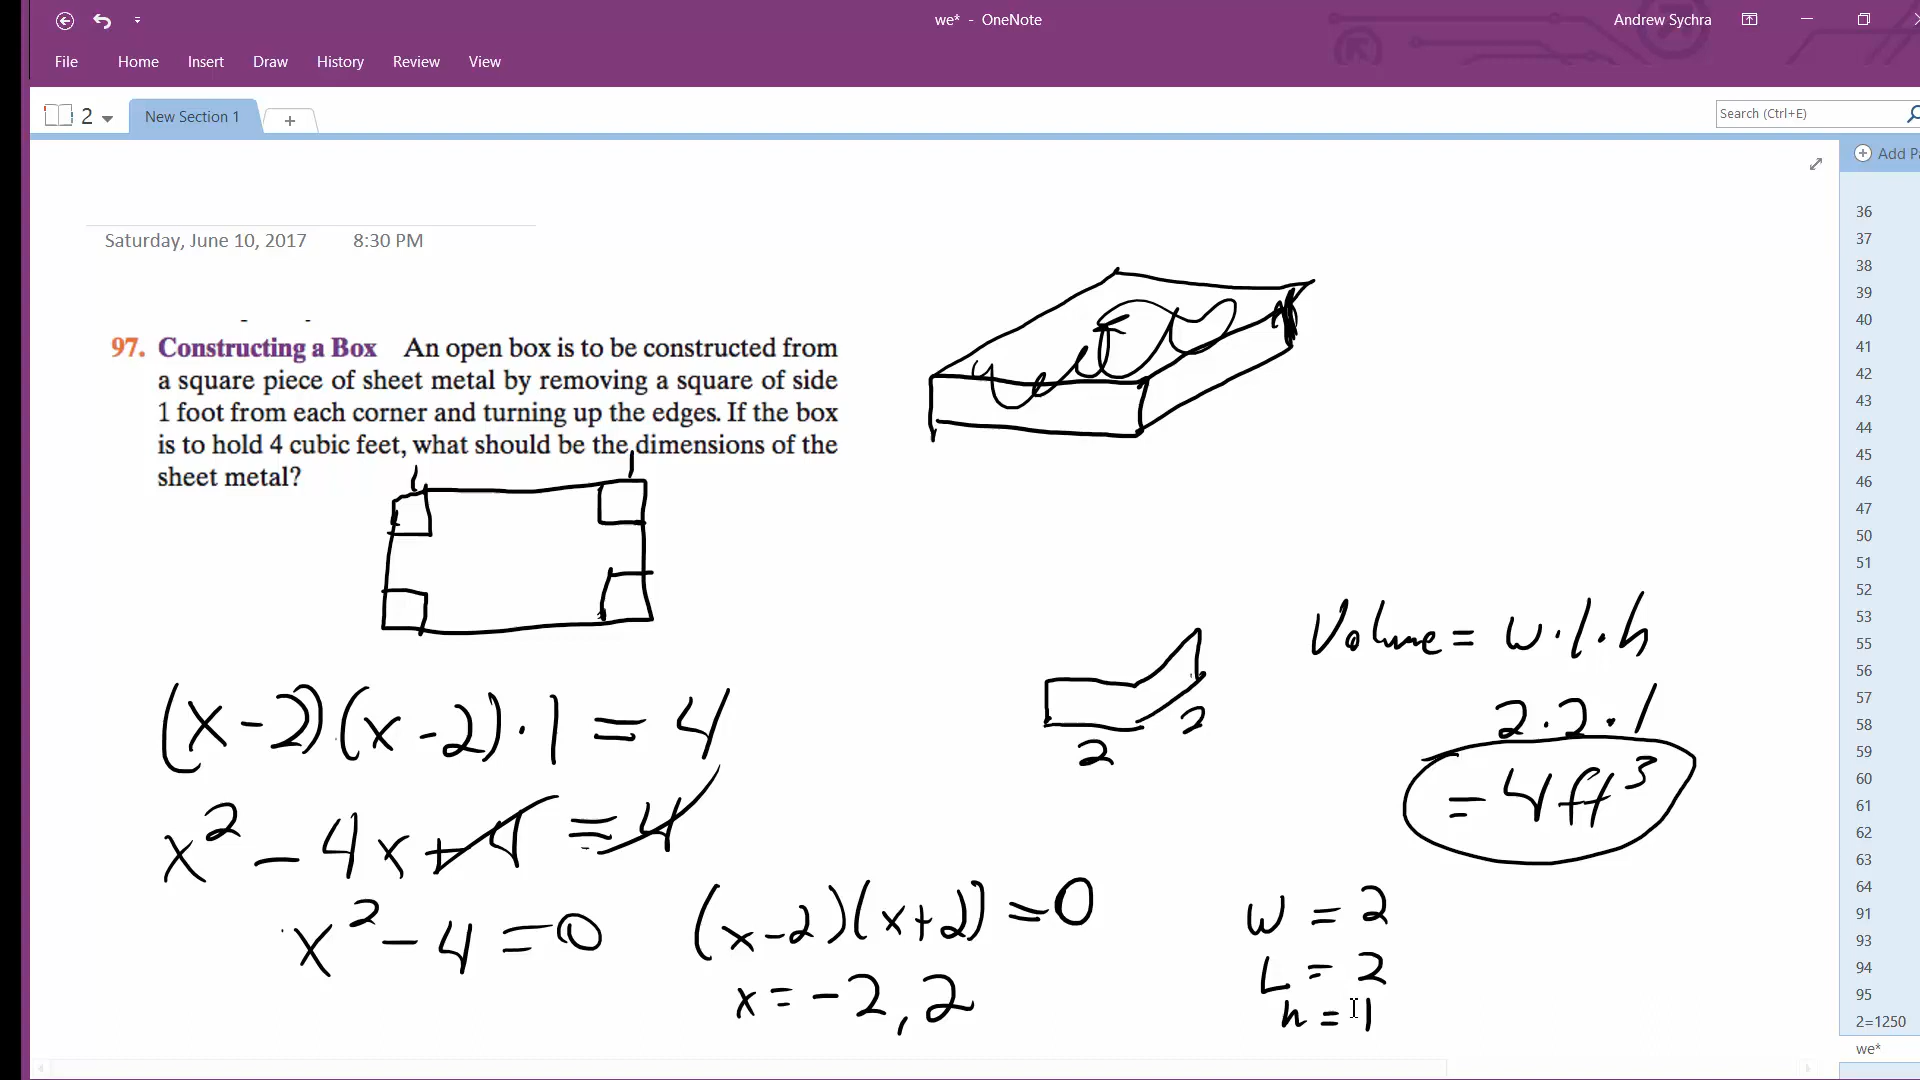 we* - OneNote
Andrew Sychra
File Home Insert Draw History Review View
2 New Section 1 +
Search (Ctrl+E)
Add Pa
Saturday, June 10, 2017 8:30 PM
97. Constructing a Box An open box is to be constructed from
a square piece of sheet metal by removing a square of side
1 foot from each corner and turning up the edges. If the box
is to hold 4 cubic feet, what should be the dimensions of the
sheet metal?
1 1
(x-2)(x-2)·1 = 4
x² - 4x + 4 = 4
x² - 4 = 0
(x-2)(x+2) = 0
x = -2, 2
2 2
Volume = w·l·h
2·2·1
= 4ft³
W = 2
L = 2
h = 1
36
37
38
39
40
41
42
43
44
45
46
47
50
51
52
53
55
56
57
58
59
60
61
62
63
64
91
93
94
95
2=1250
we*